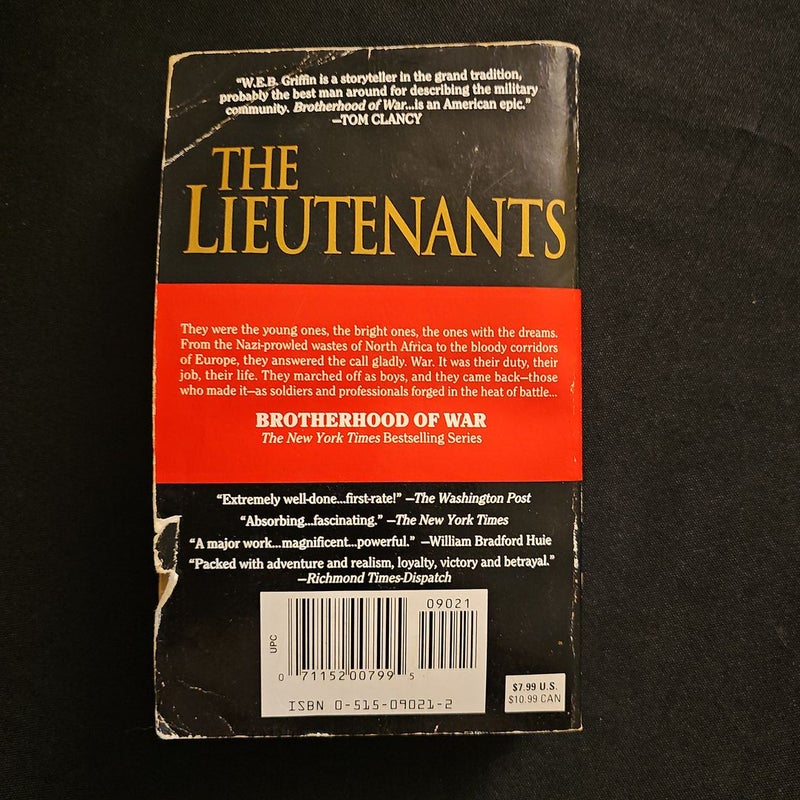 "W.E.B. Griffin is a storyteller in the grand tradition,
probably the best man around for describing the military
community. Brotherhood of War...is an American epic."
—TOM CLANCY
THE
LIEUTENANTS
They were the young ones, the bright ones, the ones with the dreams.
From the Nazi-prowled wastes of North Africa to the bloody corridors
of Europe, they answered the call gladly. War. It was their duty, their
job, their life. They marched off as boys, and they came back—those
who made it—as soldiers and professionals forged in the heat of battle...
BROTHERHOOD OF WAR
The New York Times Bestselling Series
"Extremely well-done...first-rate!" —The Washington Post
"Absorbing...fascinating." —The New York Times
"A major work...magnificent...powerful." —William Bradford Huie
"Packed with adventure and realism, loyalty, victory and betrayal."
—Richmond Times-Dispatch
09021
UPC
0 71152 00799 5
ISBN 0-515-09021-2
$7.99 U.S.
$10.99 CAN